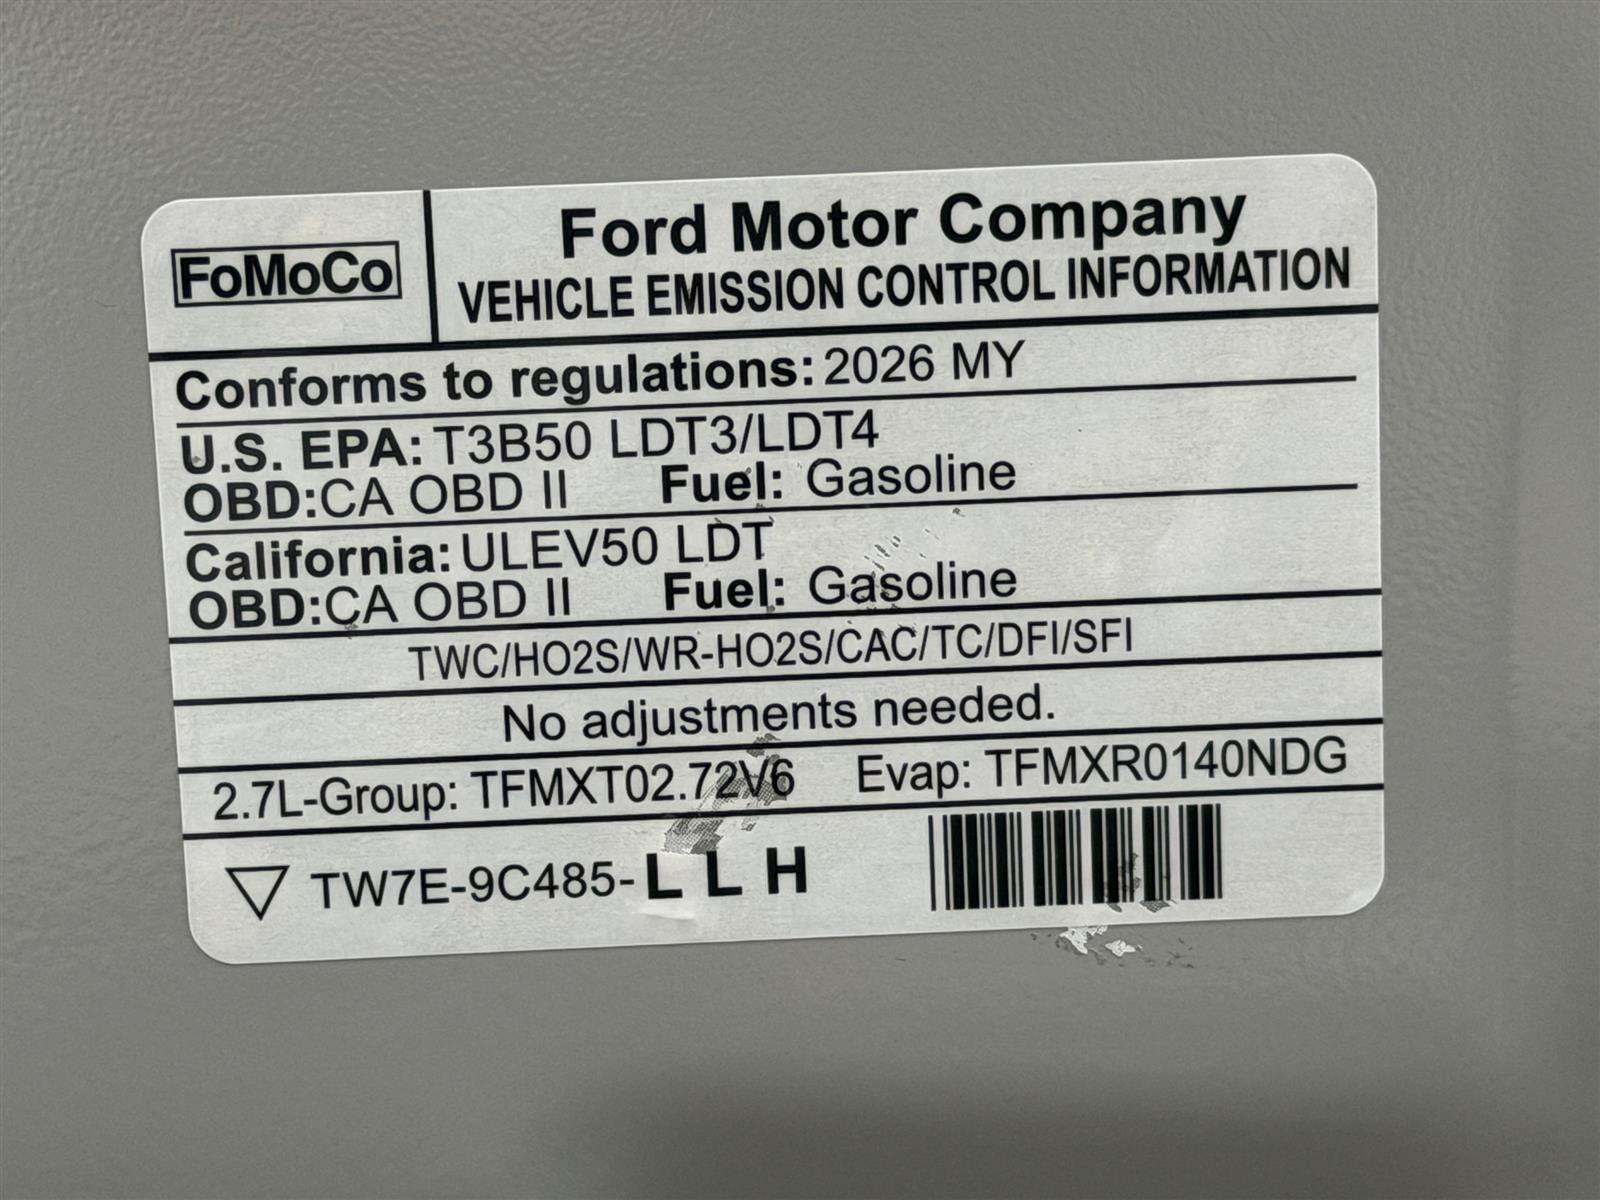 FoMoCo
Ford Motor Company
VEHICLE EMISSION CONTROL INFORMATION
Conforms to regulations: 2026 MY
U.S. EPA: T3B50 LDT3/LDT4
OBD:CA OBD II Fuel: Gasoline
California: ULEV50 LDT
OBD:CA OBD II Fuel: Gasoline
TWC/HO2S/WR-HO2S/CAC/TC/DFI/SFI
No adjustments needed.
2.7L-Group: TFMXT02.72V6 Evap: TFMXR0140NDG
TW7E-9C485-L L H